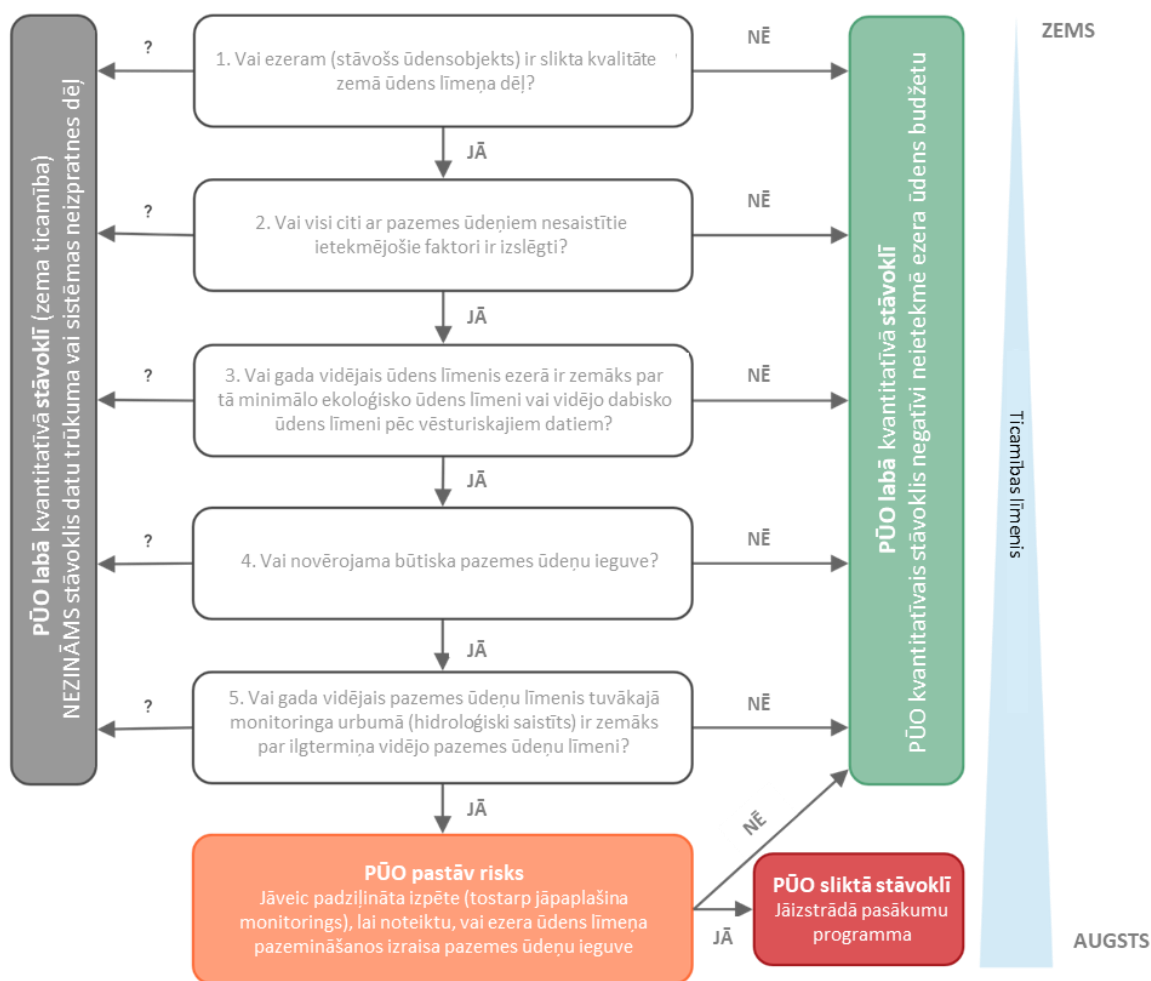 PŪO labā kvantitatīvā stāvoklī (zema ticamība)
NEZINĀMS stāvoklis datu trūkuma vai sistēmas neizpratnes dēļ
?
1. Vai ezeram (stāvošs ūdensobjekts) ir slikta kvalitāte
zemā ūdens līmeņa dēļ?
NĒ
JĀ
?
2. Vai visi citi ar pazemes ūdeņiem nesaistītie
ietekmējošie faktori ir izslēgti?
NĒ
JĀ
?
3. Vai gada vidējais ūdens līmenis ezerā ir zemāks par
tā minimālo ekoloģisko ūdens līmeni vai vidējo dabisko
ūdens līmeni pēc vēsturiskajiem datiem?
NĒ
JĀ
?
4. Vai novērojama būtiska pazemes ūdeņu ieguve?
NĒ
JĀ
?
5. Vai gada vidējais pazemes ūdeņu līmenis tuvākajā
monitoringa urbumā (hidroloģiski saistīts) ir zemāks
par ilgtermiņa vidējo pazemes ūdeņu līmeni?
NĒ
JĀ
PŪO pastāv risks
Jāveic padziļināta izpēte (tostarp jāpaplašina
monitorings), lai noteiktu, vai ezera ūdens līmeņa
pazemināšanos izraisa pazemes ūdeņu ieguve
NĒ
JĀ
PŪO sliktā stāvoklī
Jāizstrādā pasākumu
programma
PŪO labā kvantitatīvā stāvoklī
PŪO kvantitatīvais stāvoklis negatīvi neietekmē ezera ūdens budžetu
ZEMS
Ticamības līmenis
AUGSTS